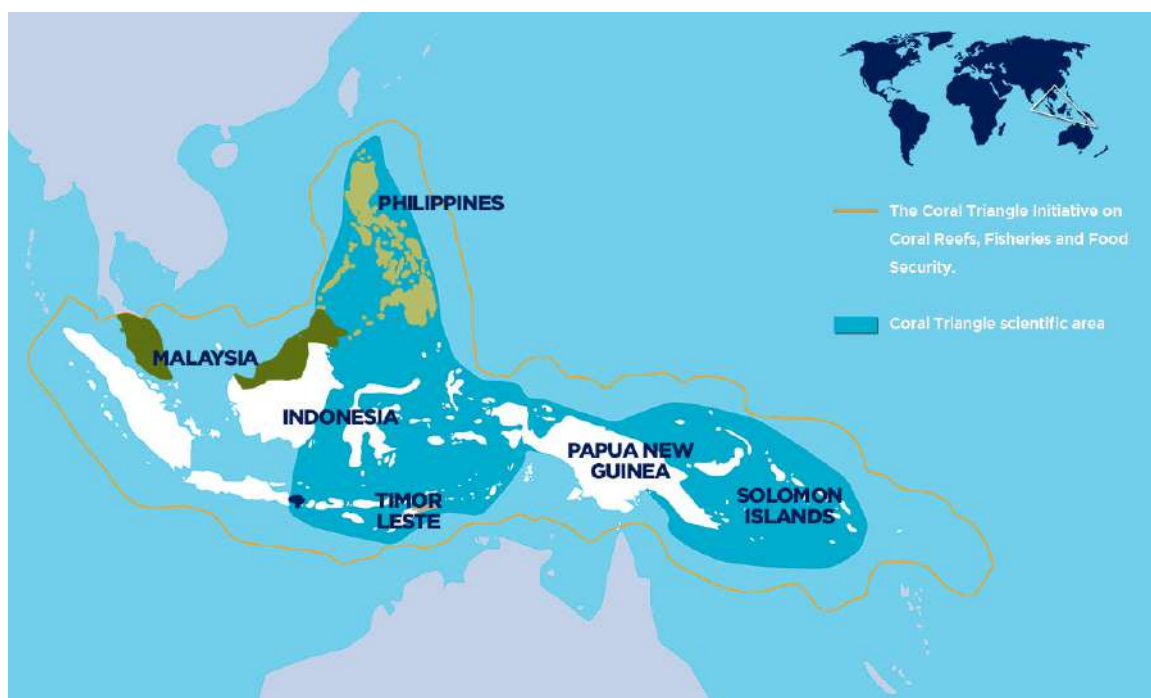 PHILIPPINES
The Coral Triangle Initiative on
Coral Reefs, Fisheries and Food
Security.
Coral Triangle scientific area
MALAYSIA
INDONESIA
PAPUA NEW
GUINEA
TIMOR
LESTE
SOLOMON
ISLANDS